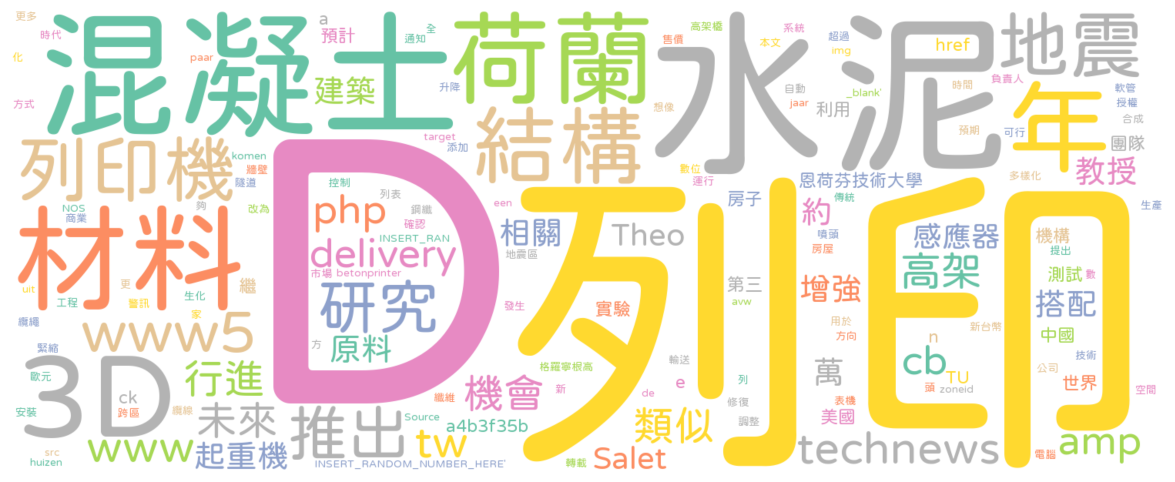 更多
時代
化
方式
混凝土
paar
a
預計
全
通知
建築
升降
荷蘭
高架橋
售價
本文
系統
超過
img
href
地震
_blank'
水泥
自動
jaar
利用
時間
負責人
軟管
授權
合成
年
想像
預期
可行
團隊
列印機
komen
牆壁
隧道
target
添加
結構
數位
運行
恩荷芬技術大學
多樣化
教授
材料
NOS
商業
夠
改為
D
控制
列表
鋼纖
php
確認
INSERT_RAN
een
delivery
市場
betonprinter
相關
地震區
列印
Theo
房子
傳統
噴頭
房屋
約
感應器
機構
提出
生產
uit
工程
更
童訊
生化
家
繼
纜繩
研究
原料
方
發生
實驗
第三
avw
增強
高架
測試
數
搭配
www5
緊縮
歐元
3D
ck
跨區
安裝
src
huizen
行進
未來
纜線
www
起重機
推出
機會
纖維
Source
a4b3f35b
tw
INSERT_RANDOM_NUMBER_HERE'
格羅寧根高
新
輸送
de
e
列
修復
調整
類似
Salet
轉載
萬
用於
方向
表機
美國
n
cb
TU
頭
zoneid
新台幣
中國
技術
公司
世界
空間
technews
電腦
amp